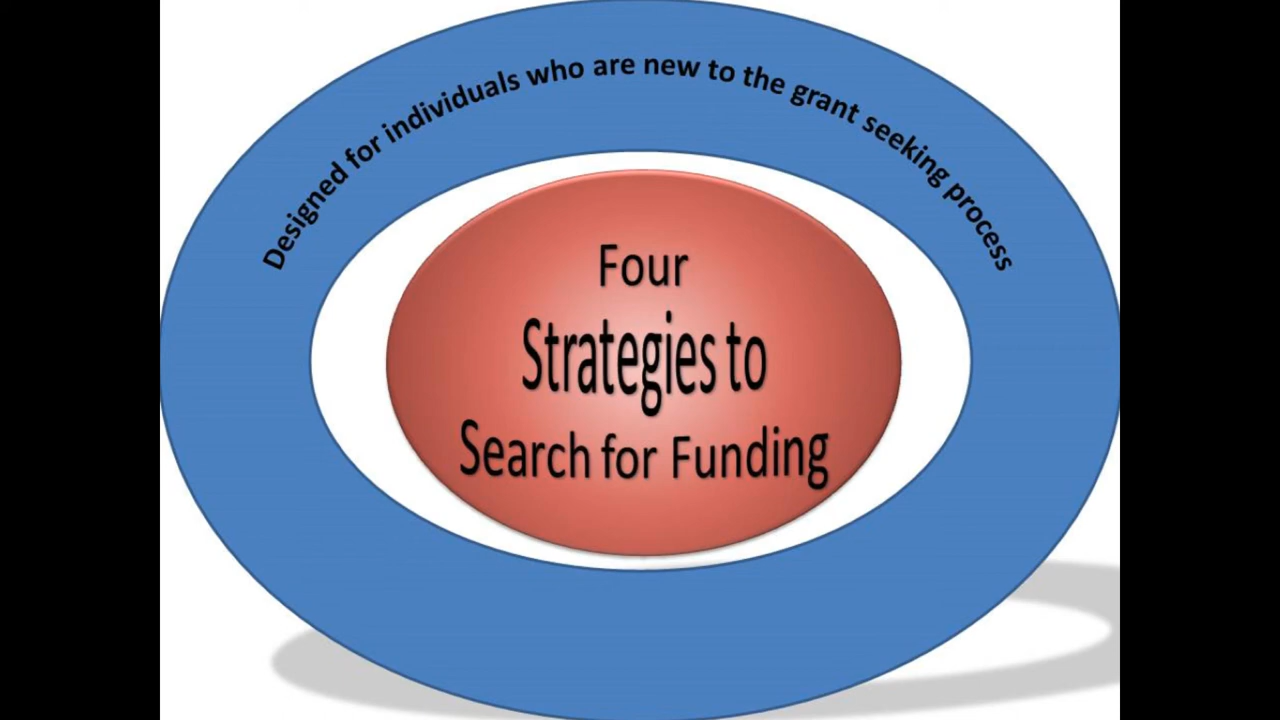 Designed for individuals who are new to the grant seeking process
Four
Strategies to
Search for Funding